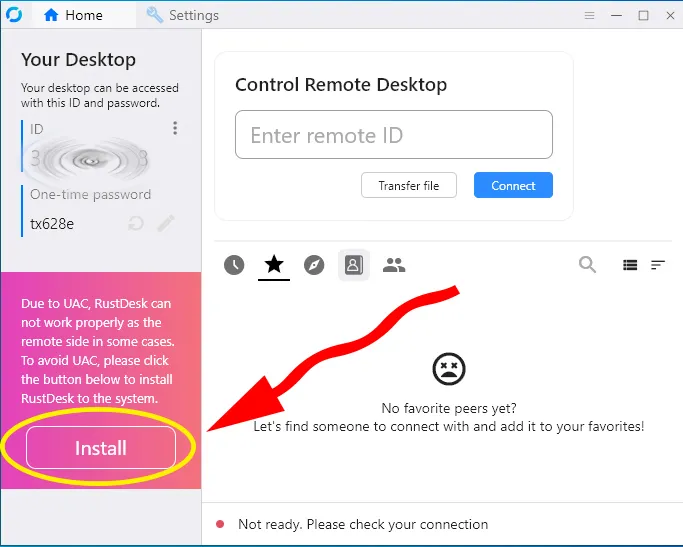 Home
Settings
Your Desktop
Your desktop can be accessed
with this ID and password.
ID
3 3
One-time password
tx628e
Due to UAC, RustDesk can
not work properly as the
remote side in some cases.
To avoid UAC, please click
the button below to install
RustDesk to the system.
Install
Control Remote Desktop
Enter remote ID
Transfer file
Connect
No favorite peers yet?
Let's find someone to connect with and add it to your favorites!
Not ready. Please check your connection